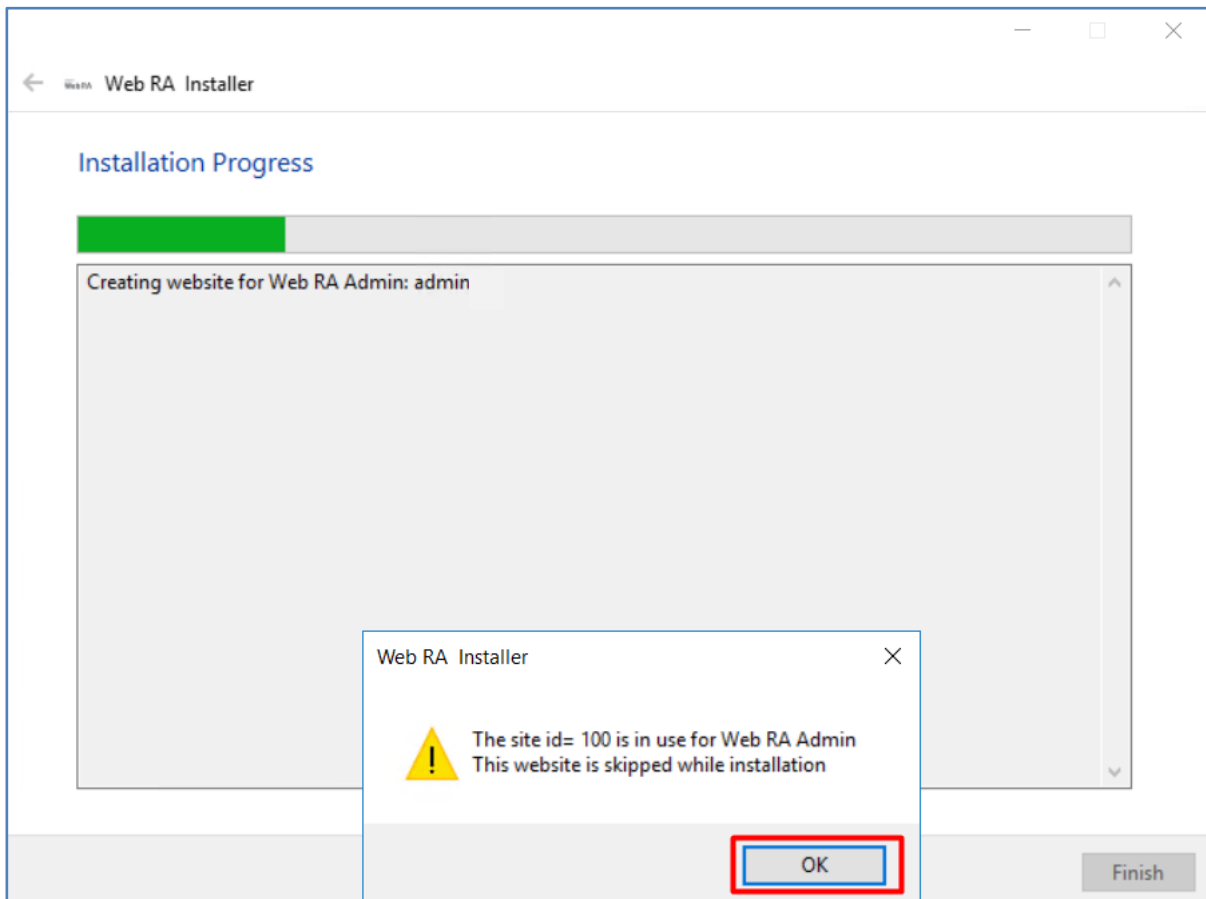 Web RA Installer
Installation Progress
Creating website for Web RA Admin: admin
Web RA Installer
The site id= 100 is in use for Web RA Admin
This website is skipped while installation
OK
Finish